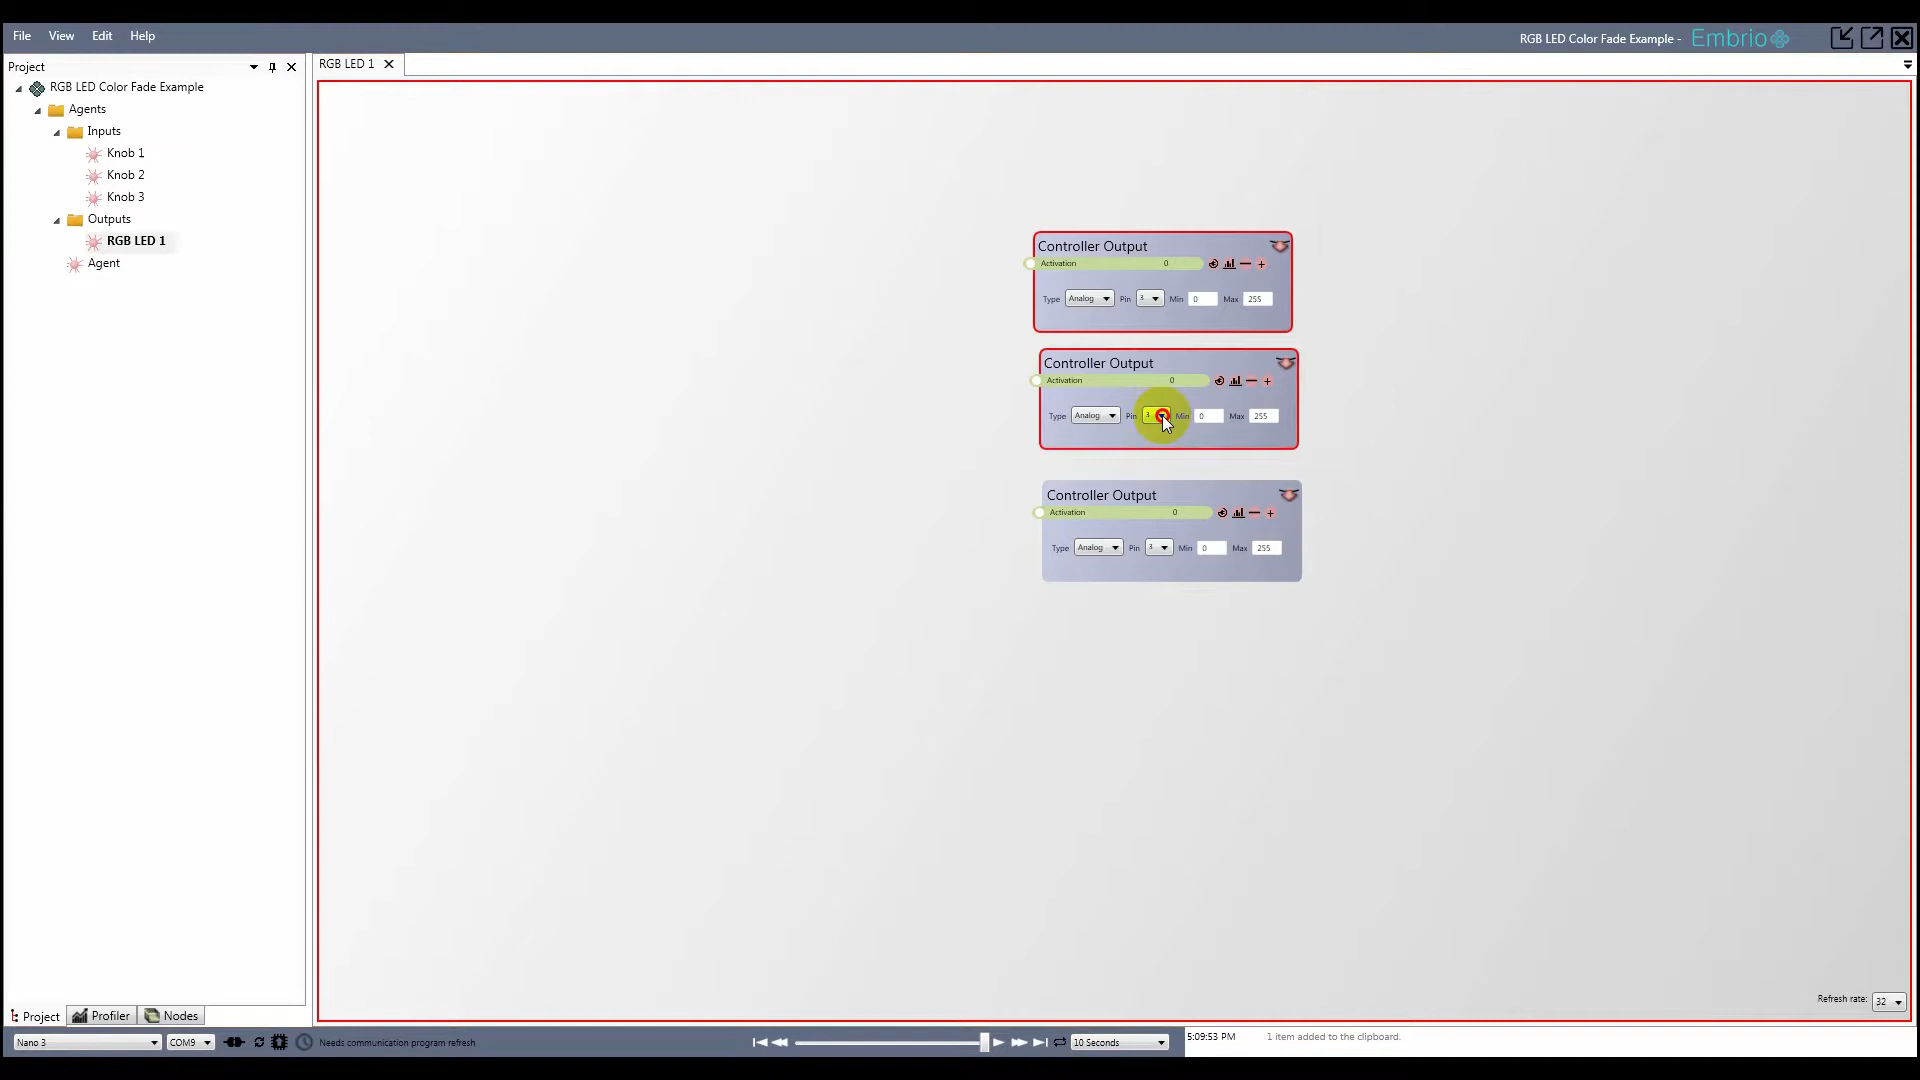 File View Edit Help
RGB LED Color Fade Example - Embrio
Project
RGB LED 1
RGB LED Color Fade Example
Agents
Inputs
Knob 1
Knob 2
Knob 3
Outputs
RGB LED 1
Agent
Controller Output
Activation 0
Type Analog Pin 3 Min 0 Max 255
Controller Output
Activation 0
Type Analog Pin 3 Min 0 Max 255
Controller Output
Activation 0
Type Analog Pin 3 Min 0 Max 255
Refresh rate: 32
Project Profiler Nodes
Nano 3 COM9 Needs communication program refresh 10 Seconds 5:09:53 PM 1 item added to the clipboard.